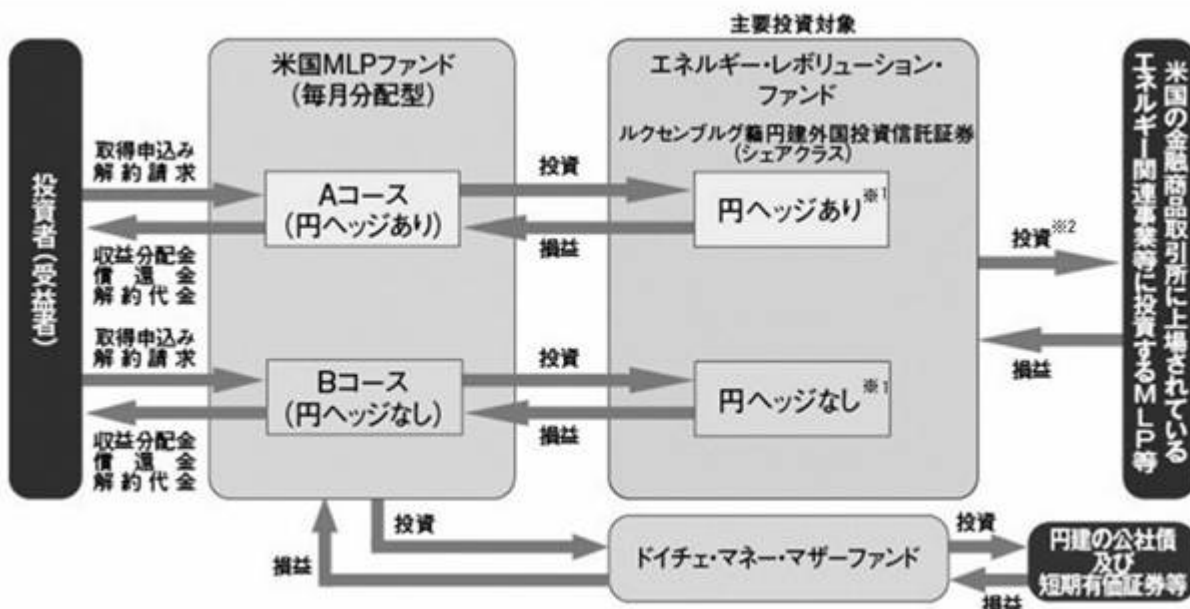 主要投資対象
投資者(受益者)
取得申込み
解約請求
収益分配金
償還金
解約代金
取得申込み
解約請求
収益分配金
償還金
解約代金
米国MLPファンド
(毎月分配型)
Aコース
(円ヘッジあり)
Bコース
(円ヘッジなし)
投資
損益
投資
損益
エネルギー・レボリューション・
ファンド
ルクセンブルグ籍円建外国投資信託証券
(シェアクラス)
円ヘッジあり※1
円ヘッジなし※1
投資※2
損益
米国の金融商品取引所に上場されている
エネルギー関連事業等に投資するMLP等
投資
損益
ドイチェ・マネー・マザーファンド
投資
損益
円建の公社債
及び
短期有価証券等